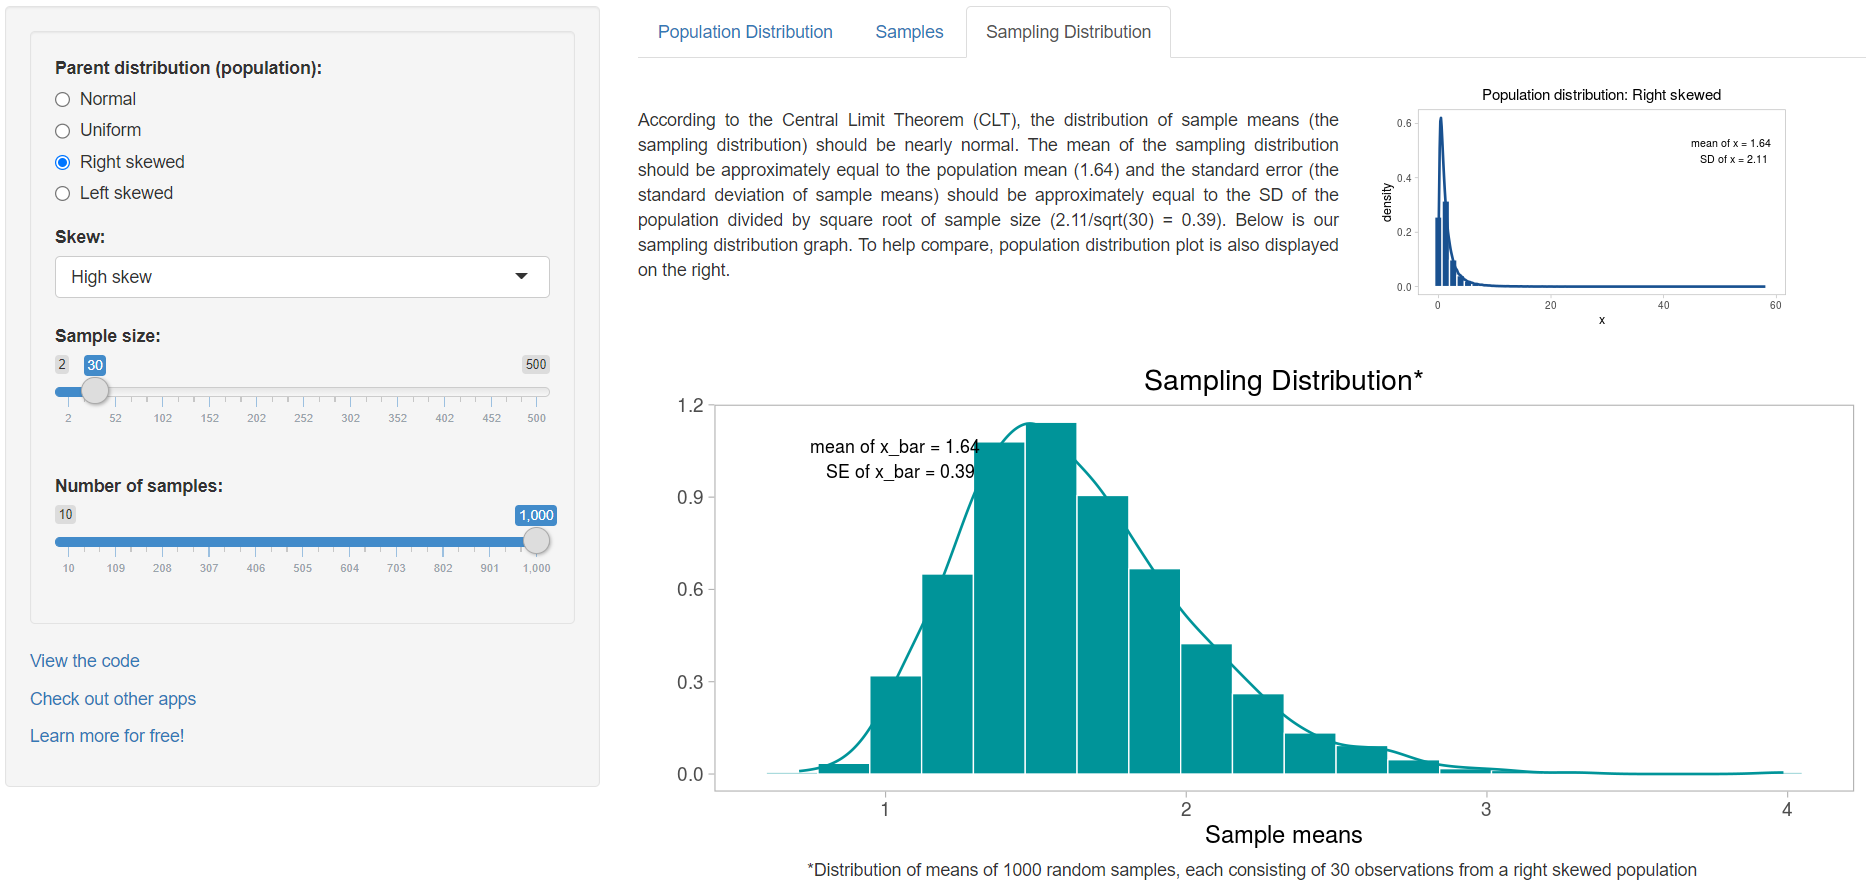 Parent distribution (population):
Normal
Uniform
Right skewed
Left skewed
Skew:
High skew
Sample size:
2 30 500
2 52 102 152 202 252 302 352 402 452 500
Number of samples:
10 1,000
10 109 208 307 406 505 604 703 802 901 1,000
View the code
Check out other apps
Learn more for free!
Population Distribution Samples Sampling Distribution
According to the Central Limit Theorem (CLT), the distribution of sample means (the
sampling distribution) should be nearly normal. The mean of the sampling distribution
should be approximately equal to the population mean (1.64) and the standard error (the
standard deviation of sample means) should be approximately equal to the SD of the
population divided by square root of sample size (2.11/sqrt(30) = 0.39). Below is our
sampling distribution graph. To help compare, population distribution plot is also displayed
on the right.
Population distribution: Right skewed
mean of x = 1.64
SD of x = 2.11
density
0.6
0.4
0.2
0.0
0 20 40 60
x
Sampling Distribution*
mean of x_bar = 1.64
SE of x_bar = 0.39
1.2
0.9
0.6
0.3
0.0
1 2 3 4
Sample means
*Distribution of means of 1000 random samples, each consisting of 30 observations from a right skewed population